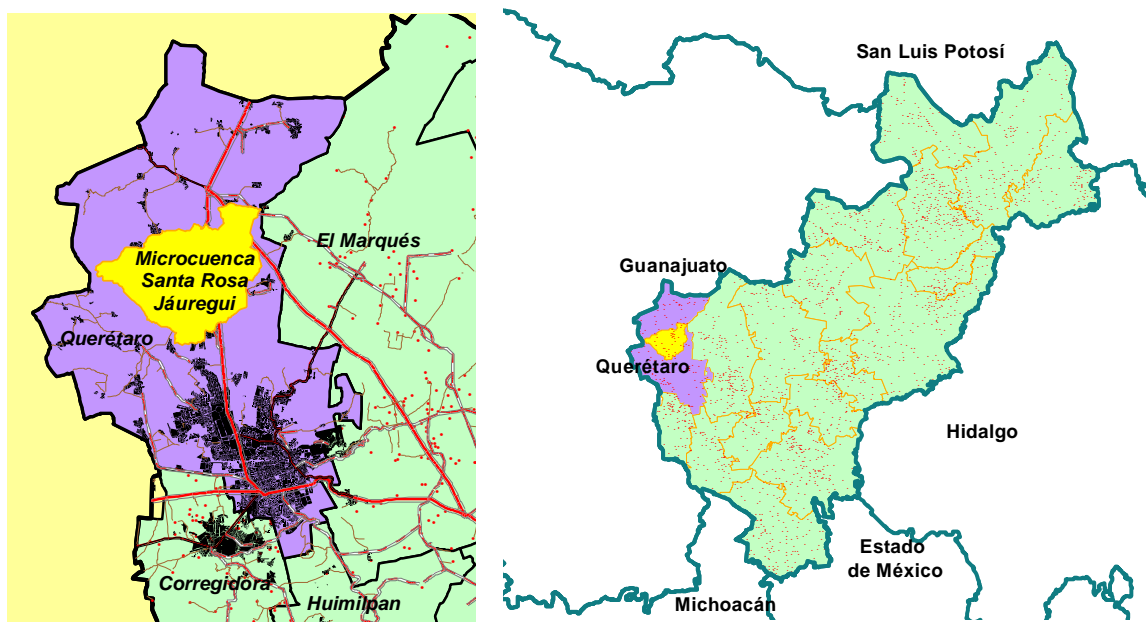 El Marqués
Microcuenca
Santa Rosa
Jáuregui
Querétaro
Corregidora
Huimilpan
San Luis Potosí
Guanajuato
Querétaro
Hidalgo
Estado
de México
Michoacán